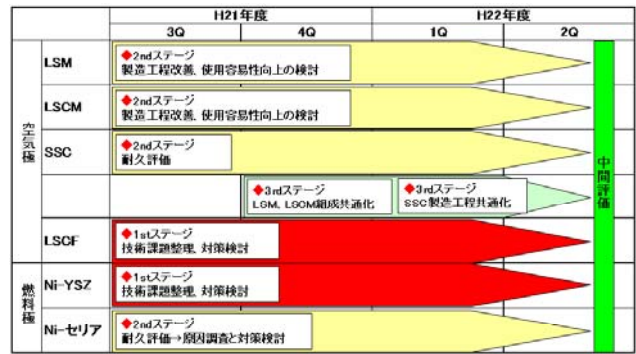 H21年度 H22年度
3Q 4Q 1Q 2Q
空気極
LSM
◆2ndステージ
製造工程改善、使用容易性向上の検討
LSCM
◆2ndステージ
製造工程改善、使用容易性向上の検討
SSC
◆2ndステージ
耐久評価
◆3rdステージ
LSM、LSCM組成共通化
◆3rdステージ
SSC製造工程共通化
LSCF
◆1stステージ
技術課題整理、対策検討
燃料極
Ni-YSZ
◆1stステージ
技術課題整理、対策検討
Ni-セリア
◆2ndステージ
耐久評価→原因調査と対策検討
中間評価